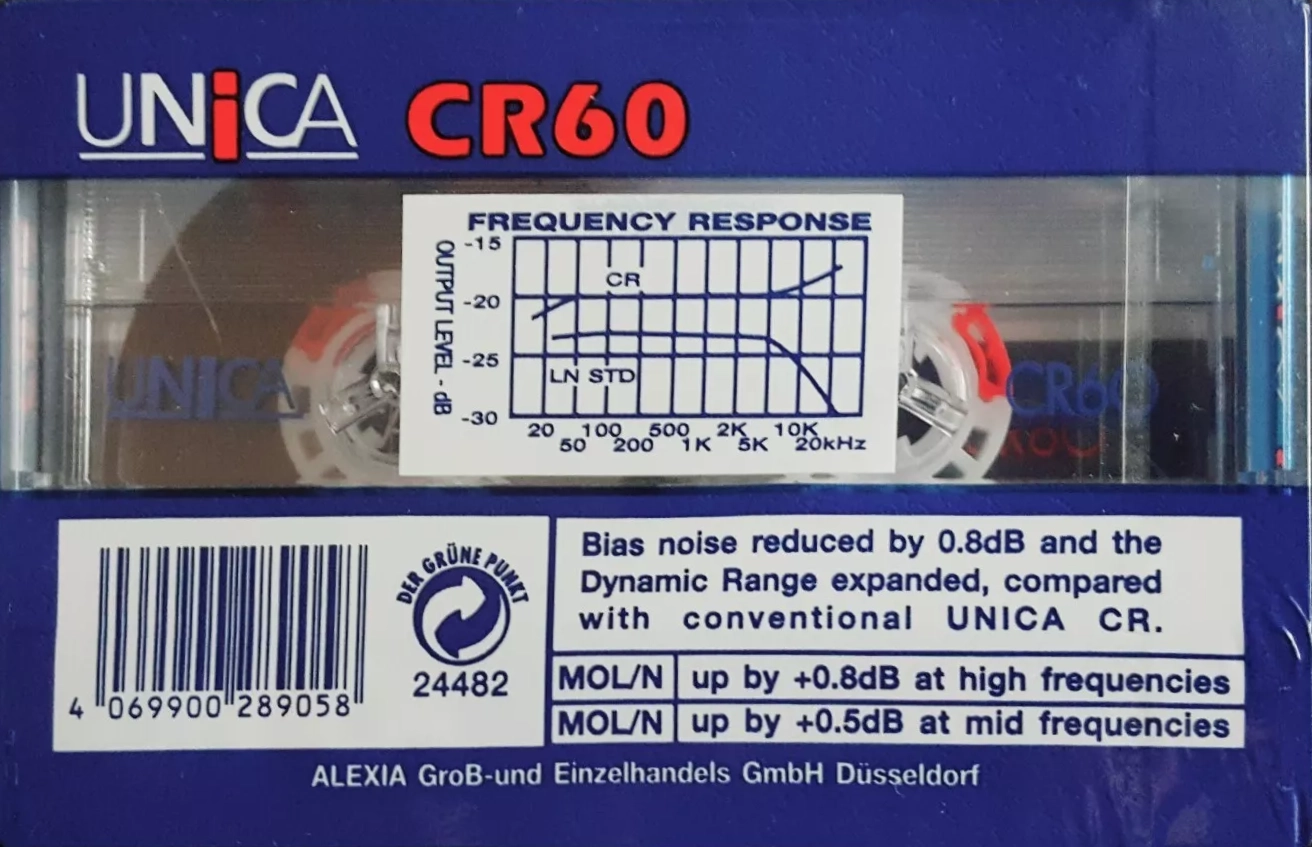 UNiCA CR60
FREQUENCY RESPONSE
OUTPUT LEVEL - dB
-15
-20
-25
-30
CR
LN STD
20 100 500 2K 10K
50 200 1K 5K 20kHz
UNiCA CR60
4 069900 289058
DER GRÜNE PUNKT
24482
Bias noise reduced by 0.8dB and the
Dynamic Range expanded, compared
with conventional UNICA CR.
MOL/N up by +0.8dB at high frequencies
MOL/N up by +0.5dB at mid frequencies
ALEXIA GroB-und Einzelhandels GmbH Düsseldorf